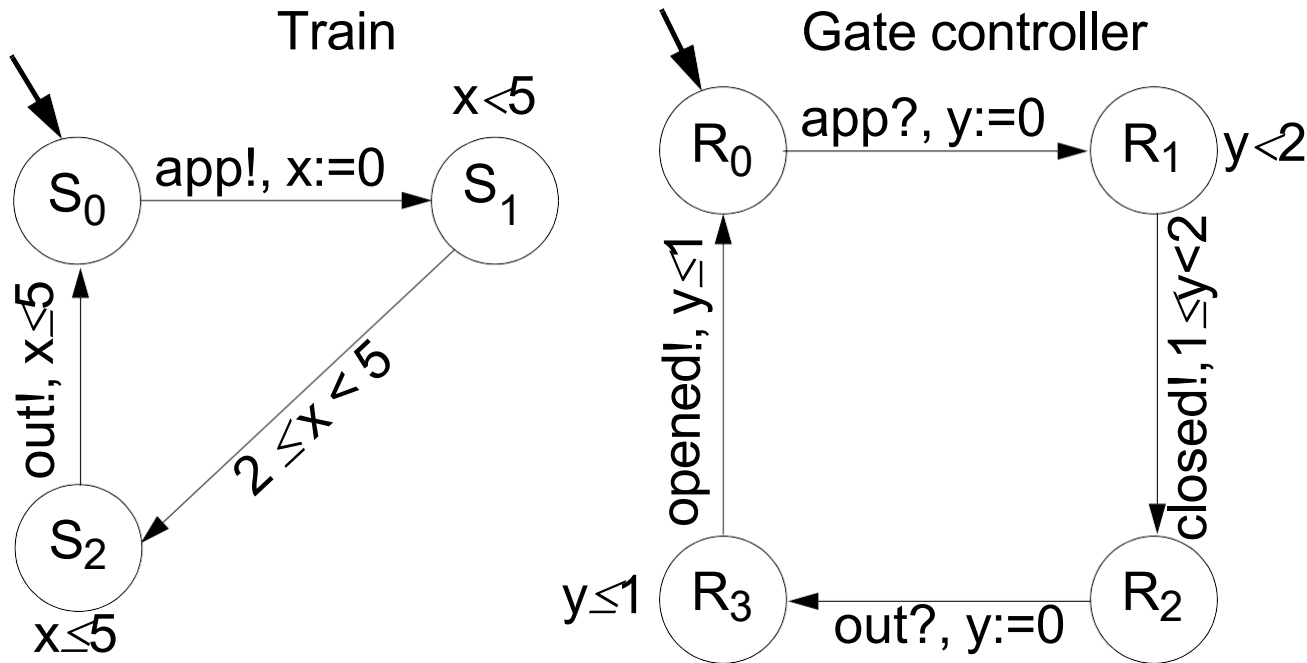 Train
Gate controller
x<5
S₀
app!, x:=0
S₁
out!, x≤5
2 ≤x < 5
S₂
x≤5
R₀
app?, y:=0
R₁
y<2
opened!, y≤1
closed!,1≤y<2
y≤1
R₃
out?, y:=0
R₂